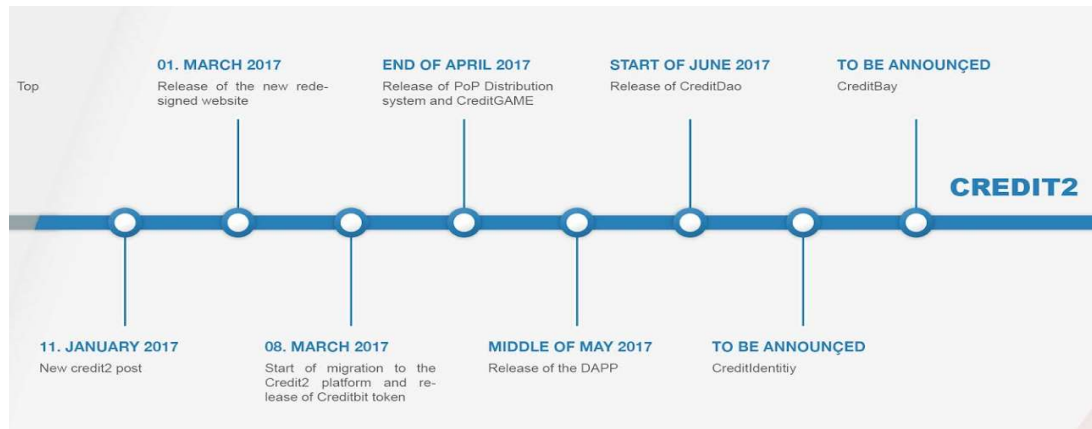 01. MARCH 2017
Release of the new rede-
signed website
END OF APRIL 2017
Release of PoP Distribution
system and CreditGAME
START OF JUNE 2017
Release of CreditDao
TO BE ANNOUNÇED
CreditBay
Top
CREDIT2
11. JANUARY 2017
New credit2 post
08. MARCH 2017
Start of migration to the
Credit2 platform and re-
lease of Creditbit token
MIDDLE OF MAY 2017
Release of the DAPP
TO BE ANNOUNÇED
CreditIdentitiy